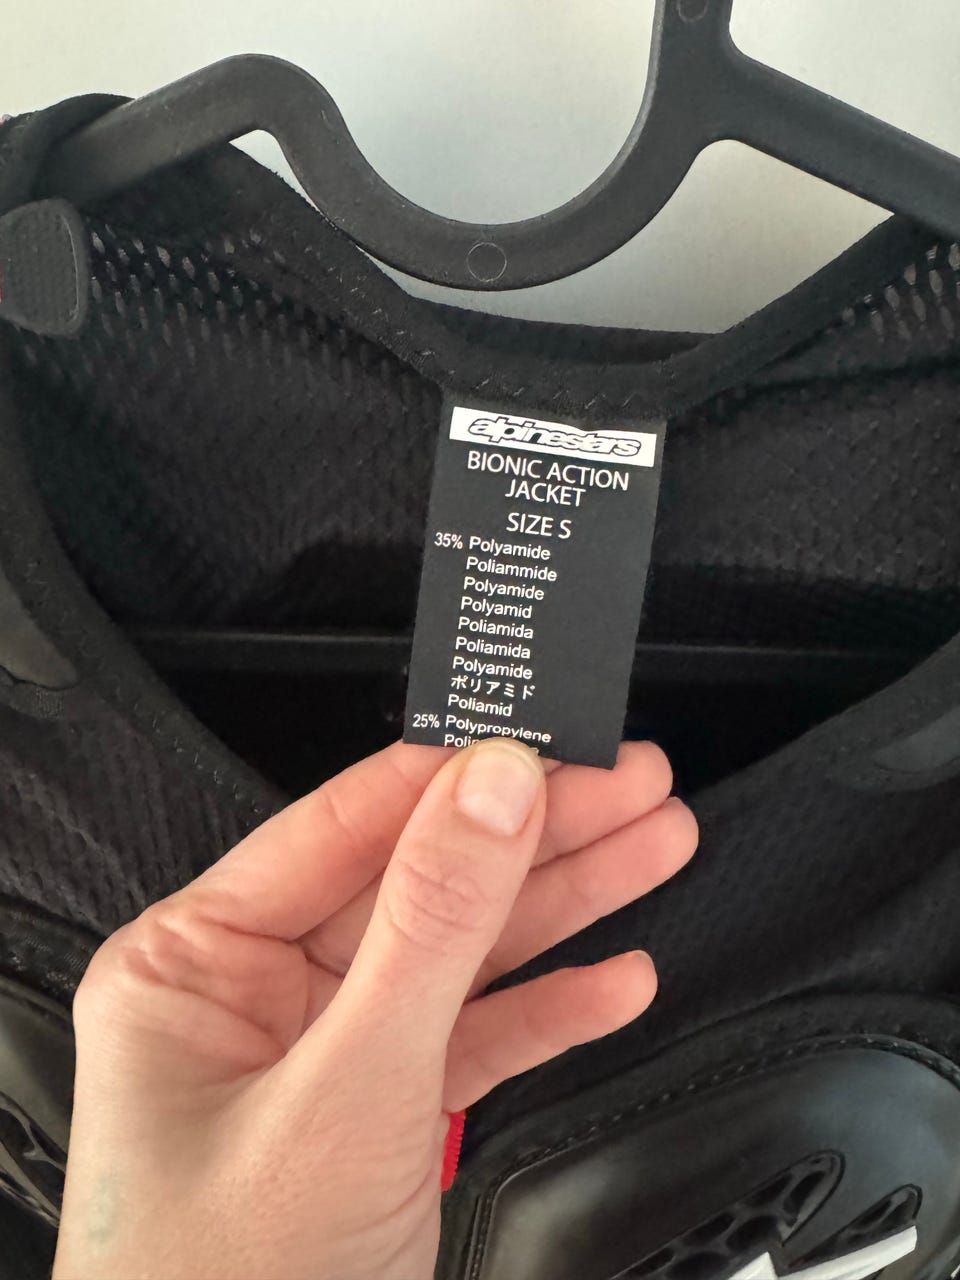 alpinestars
BIONIC ACTION
JACKET
SIZE S
35% Polyamide
Poliammide
Polyamide
Polyamid
Poliamida
Poliamida
Polyamide
ポリアミド
Poliamid
25% Polypropylene